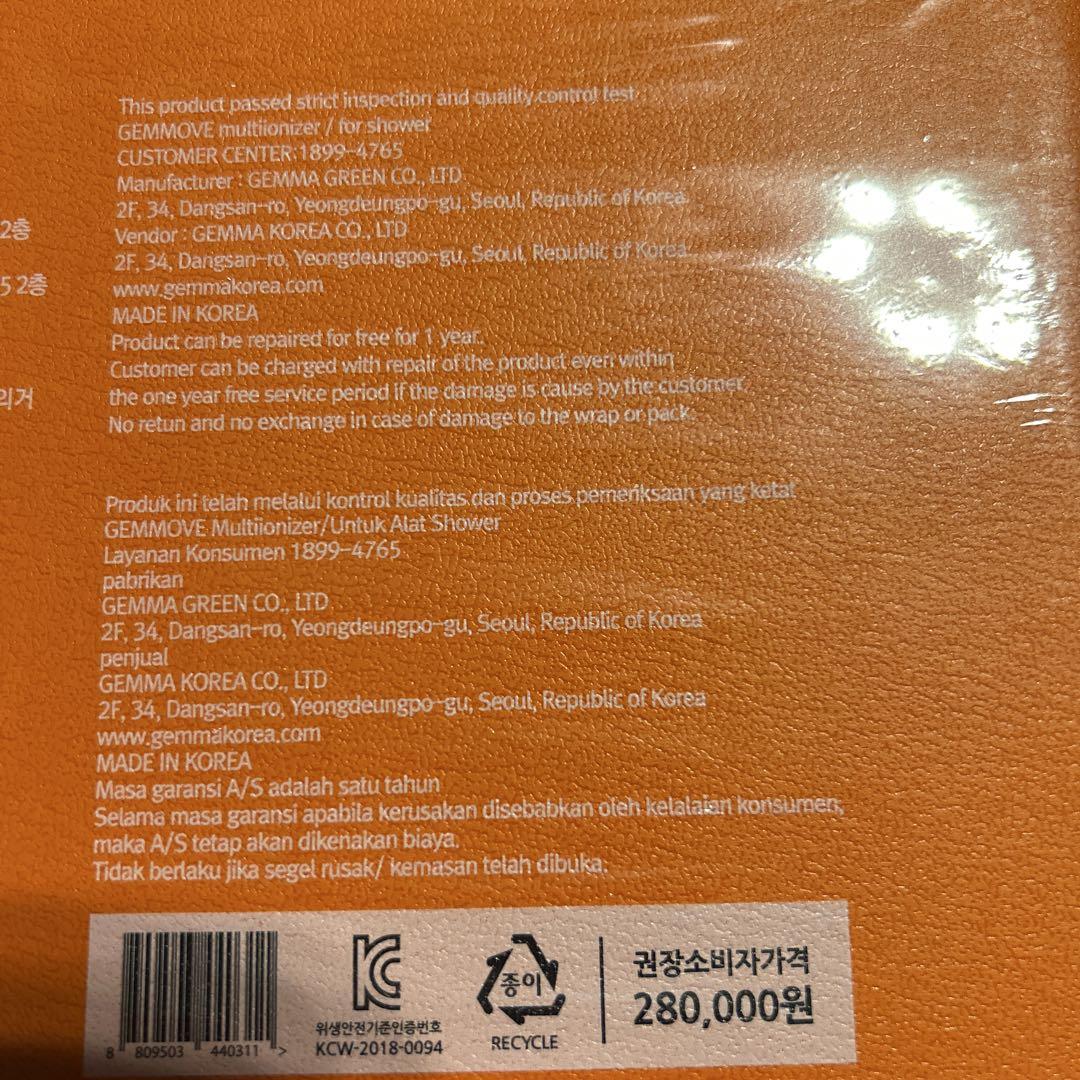 2층
5 2층
의거
This product passed strict inspection and quality control test
GEMMOVE multiionizer / for shower
CUSTOMER CENTER:1899-4765
Manufacturer : GEMMA GREEN CO., LTD
2F, 34, Dangsan-ro, Yeongdeungpo-gu, Seoul, Republic of Korea.
Vendor : GEMMA KOREA CO., LTD
2F, 34, Dangsan-ro, Yeongdeungpo-gu, Seoul, Republic of Korea
www.gemmakorea.com
MADE IN KOREA
Product can be repaired for free for 1 year.
Customer can be charged with repair of the product even within
the one year free service period if the damage is cause by the customer.
No retun and no exchange in case of damage to the wrap or pack.
Produk ini telah melalui kontrol kualitas dan proses pemeriksaan yang ketat
GEMMOVE Multiionizer/Untuk Alat Shower
Layanan Konsumen 1899-4765
pabrikan
GEMMA GREEN CO., LTD
2F, 34, Dangsan-ro, Yeongdeungpo-gu, Seoul, Republic of Korea
penjual
GEMMA KOREA CO., LTD
2F, 34, Dangsan-ro, Yeongdeungpo-gu, Seoul, Republic of Korea
www.gemmakorea.com
MADE IN KOREA
Masa garansi A/S adalah satu tahun
Selama masa garansi apabila kerusakan disebabkan oleh kelalaian konsumen,
maka A/S tetap akan dikenakan biaya.
Tidak berlaku jika segel rusak/ kemasan telah dibuka.
8 809503 440311 >
KC
위생안전기준인증번호
KCW-2018-0094
종이
RECYCLE
권장소비자가격
280,000원